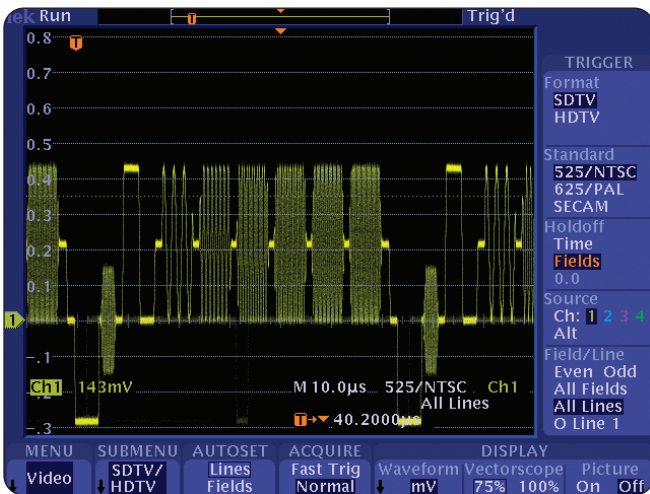 ek Run
T
Trig'd
T
0.8
0.7
0.6
0.5
0.4
0.3
0.2
0.1
1
-.1
-.3
Ch1 143mV
M 10.0µs 525/NTSC Ch1
All Lines
T→▼ 40.2000µs
TRIGGER
Format
SDTV
HDTV
Standard
525/NTSC
625/PAL
SECAM
Holdoff
Time
Fields
0.0
Source
Ch: 1 2 3 4
Alt
Field/Line
Even Odd
All Fields
All Lines
O Line 1
MENU SUBMENU AUTOSET ACQUIRE DISPLAY
Video SDTV/ Lines Fast Trig Waveform Vectorscope Picture
HDTV Fields Normal mV 75% 100% On Off